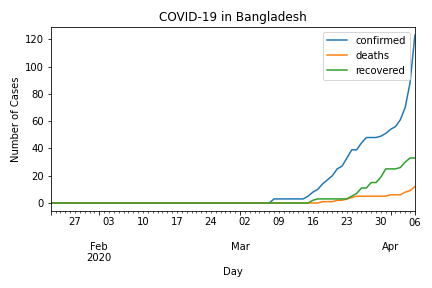 COVID-19 in Bangladesh
Number of Cases
120
100
80
60
40
20
0
confirmed
deaths
recovered
27 03 10 17 24 02 09 16 23 30 06
Feb Mar Apr
2020
Day